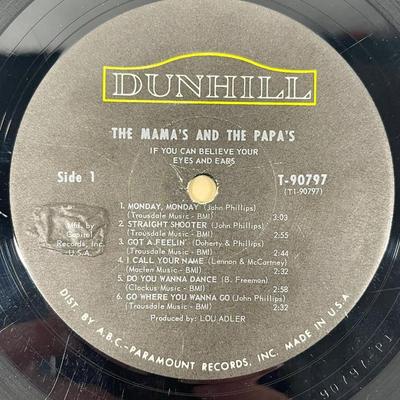 DUNHILL
THE MAMA'S AND THE PAPA'S
IF YOU CAN BELIEVE YOUR
EYES AND EARS
Side 1
T-90797
(T1-90797)
1. MONDAY, MONDAY (John Phillips)
(Trousdale Music - BMI) 3:03
2. STRAIGHT SHOOTER (John Phillips)
(Trousdale Music - BMI) 2:55
3. GOT A FEELIN' (Doherty & Phillips)
(Trousdale Music - BMI) 2:44
4. I CALL YOUR NAME (Lennon & McCartney)
(Maclen Music - BMI) 2:32
5. DO YOU WANNA DANCE (B. Freeman)
(Clockus Music - BMI)
6. GO WHERE YOU WANNA GO (John Phillips)
(Trousdale Music - BMI) 2:32
Produced by: LOU ADLER
Mfd. by
Capitol
Records, Inc.
U.S.A.
DIST. BY A.B.C.-PARAMOUNT RECORDS, INC. MADE IN U.S.A.